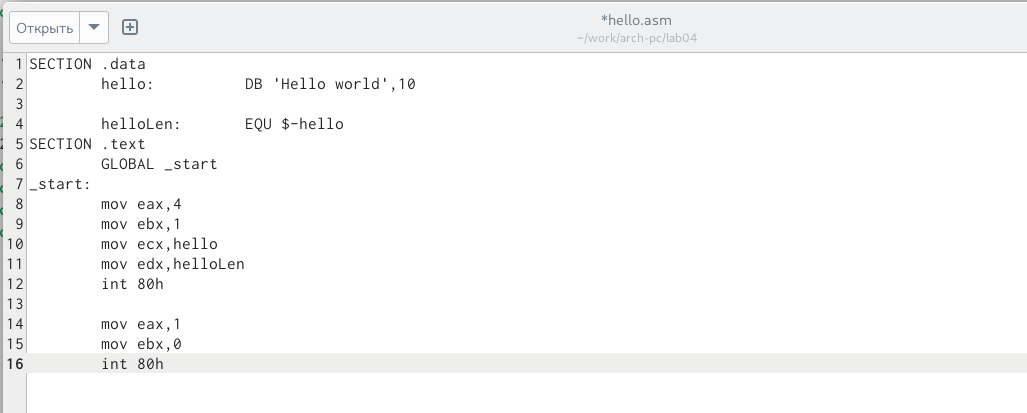 Открыть
*hello.asm
~/work/arch-pc/lab04
1 SECTION .data
2         hello:          DB 'Hello world',10
3
4         helloLen:       EQU $-hello
5 SECTION .text
6         GLOBAL _start
7 _start:
8         mov eax,4
9         mov ebx,1
10         mov ecx,hello
11         mov edx,helloLen
12         int 80h
13
14         mov eax,1
15         mov ebx,0
16         int 80h